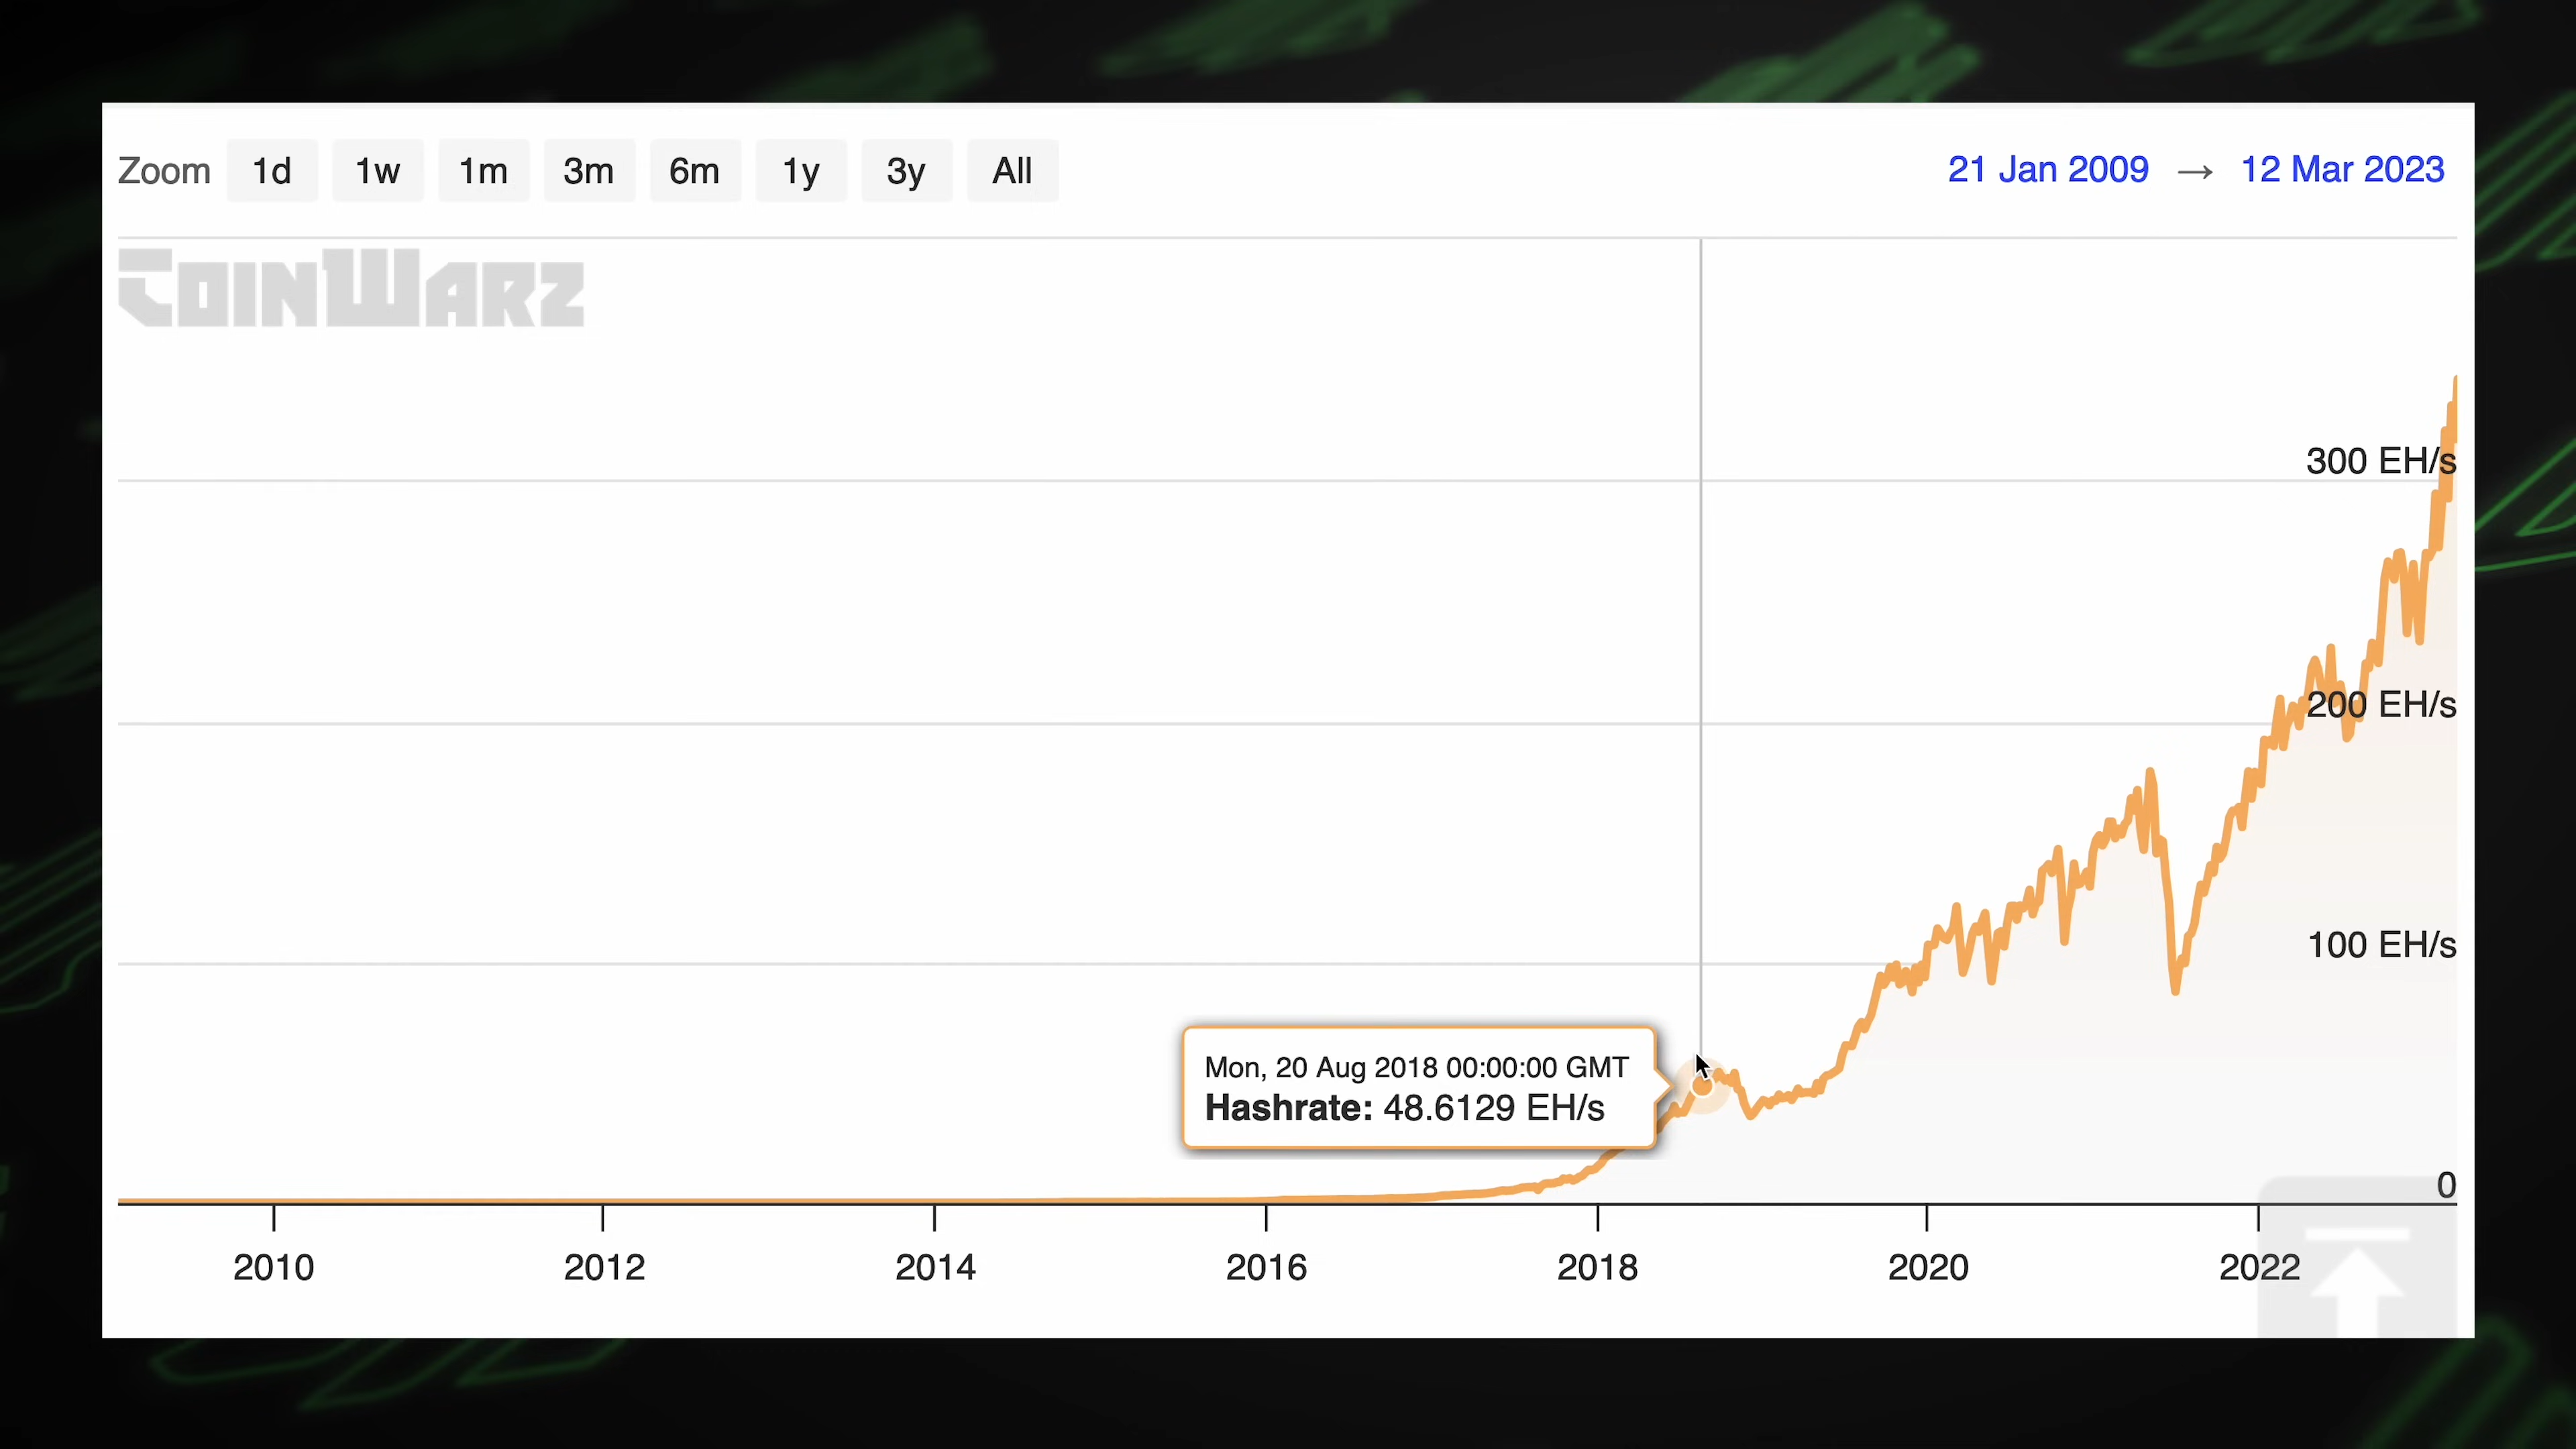 Zoom 1d 1w 1m 3m 6m 1y 3y All 21 Jan 2009 → 12 Mar 2023
COINWARZ
300 EH/s
200 EH/s
100 EH/s
Mon, 20 Aug 2018 00:00:00 GMT
Hashrate: 48.6129 EH/s
0
2010 2012 2014 2016 2018 2020 2022